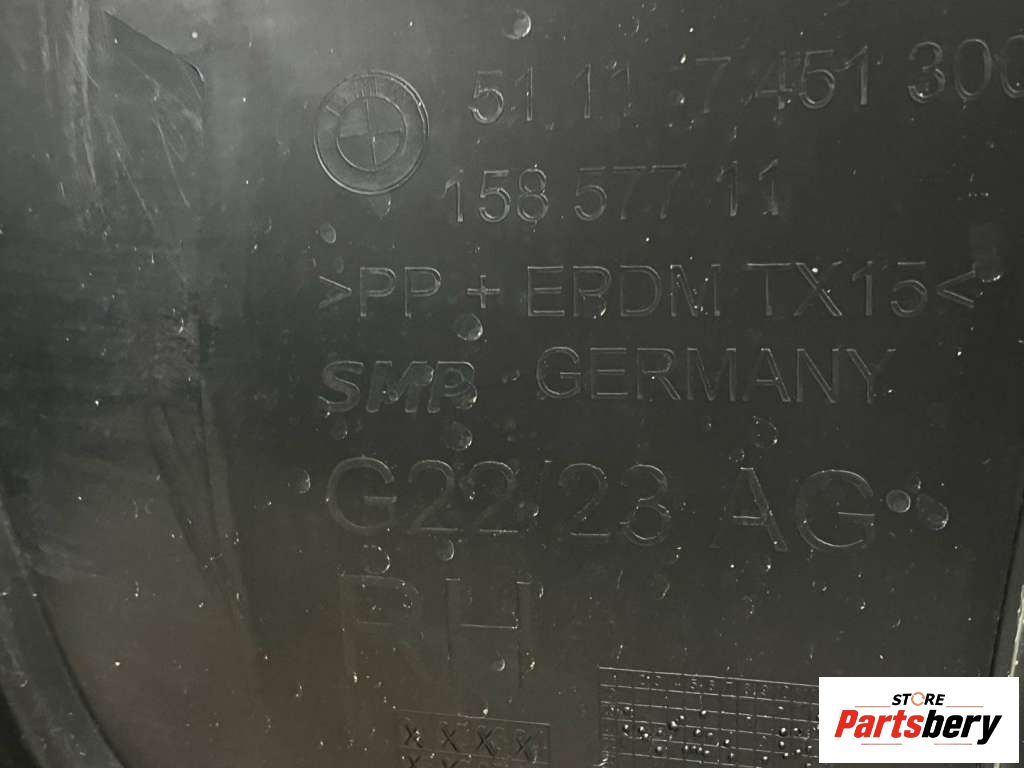 51 11 7 451 300
158 577 11
>PP + EPDM TX15<
SMP GERMANY
G22/23 AG
RH
X X X X
STORE
Partsbery